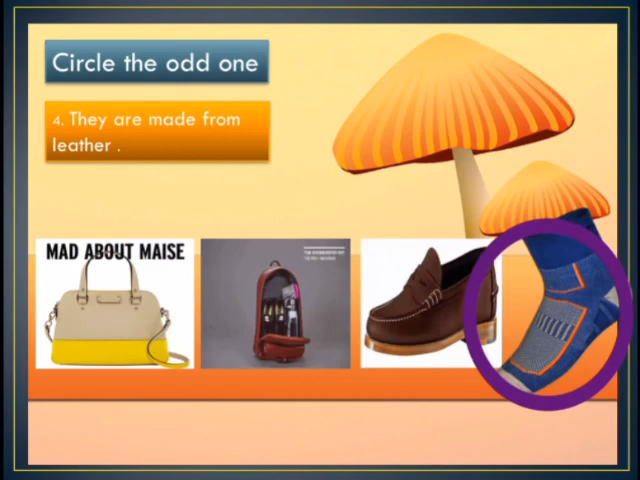 Circle the odd one
4. They are made from
leather .
MAD ABOUT MAISE